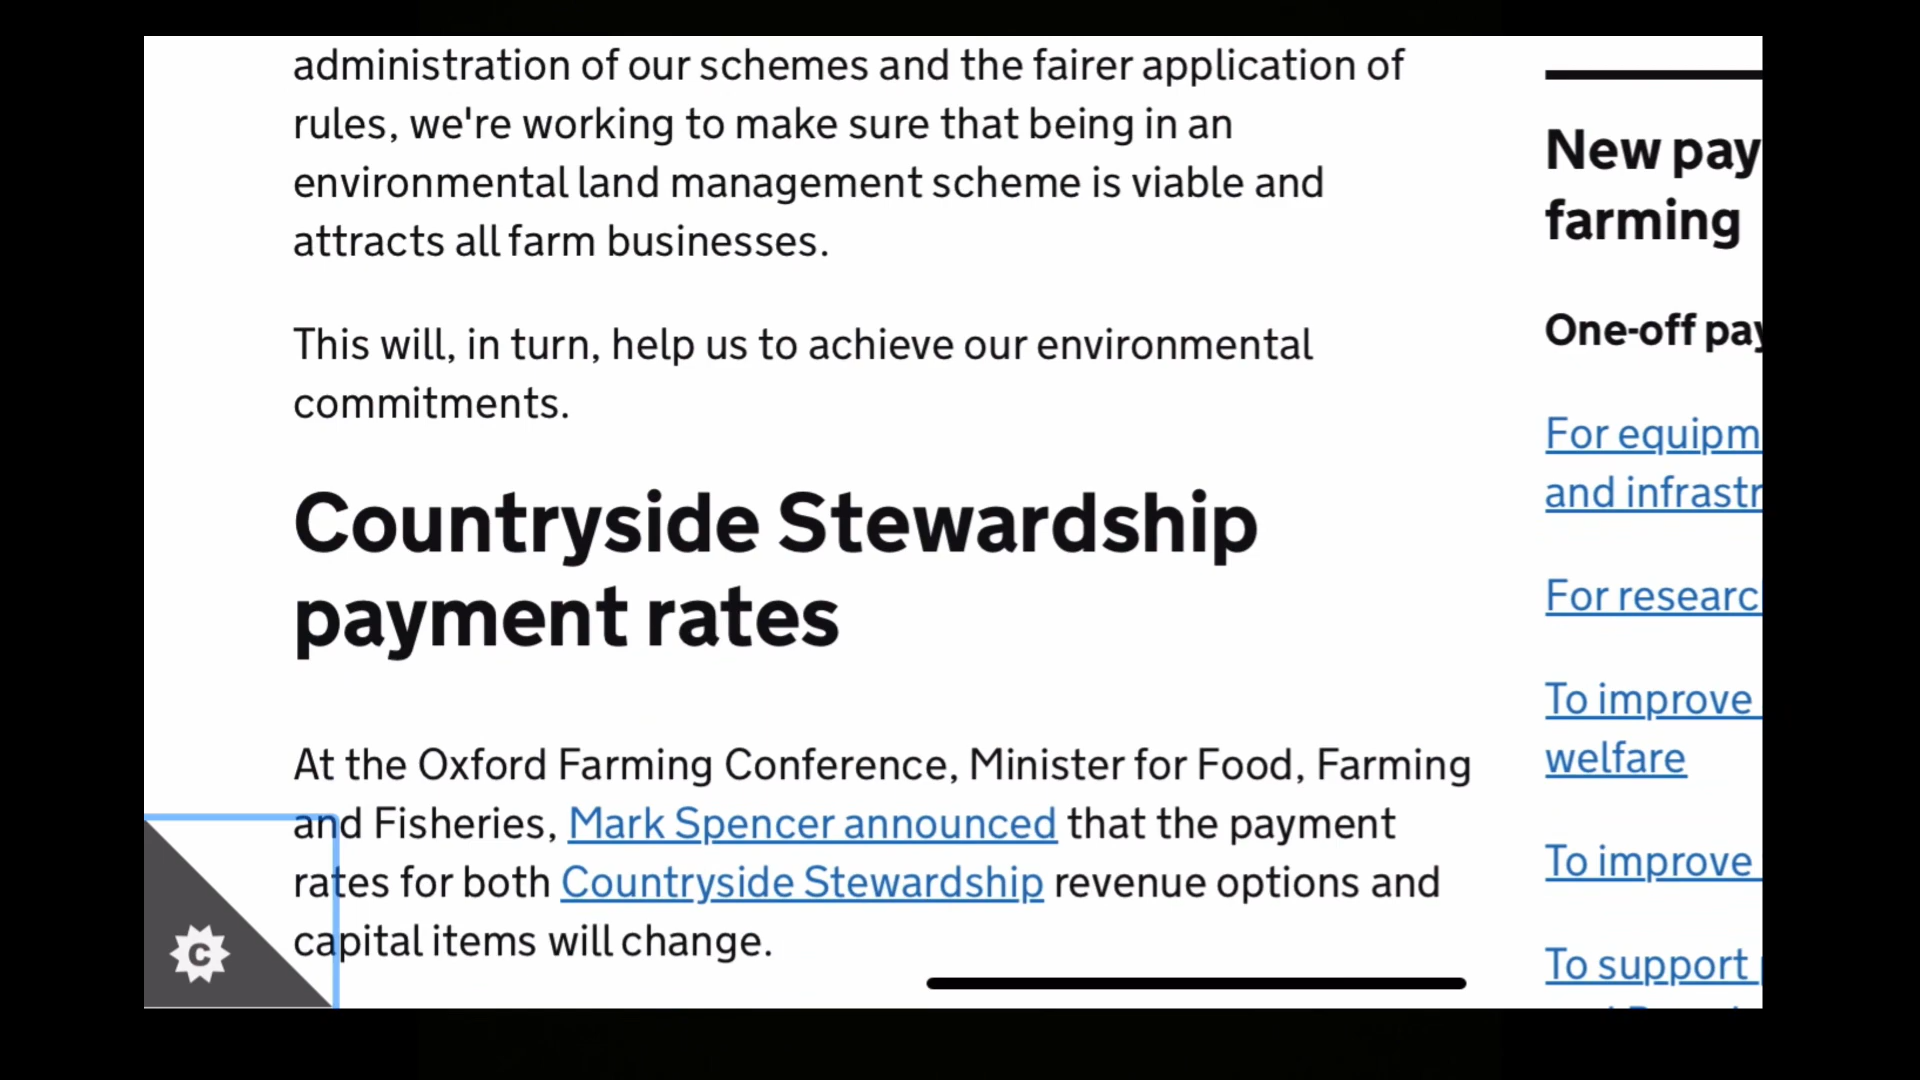 administration of our schemes and the fairer application of
rules, we're working to make sure that being in an
environmental land management scheme is viable and
attracts all farm businesses.
This will, in turn, help us to achieve our environmental
commitments.
Countryside Stewardship
payment rates
At the Oxford Farming Conference, Minister for Food, Farming
and Fisheries, Mark Spencer announced that the payment
rates for both Countryside Stewardship revenue options and
capital items will change.
C
New pay
farming
One-off pay
For equipm
and infrastr
For researc
To improve
welfare
To improve
To support